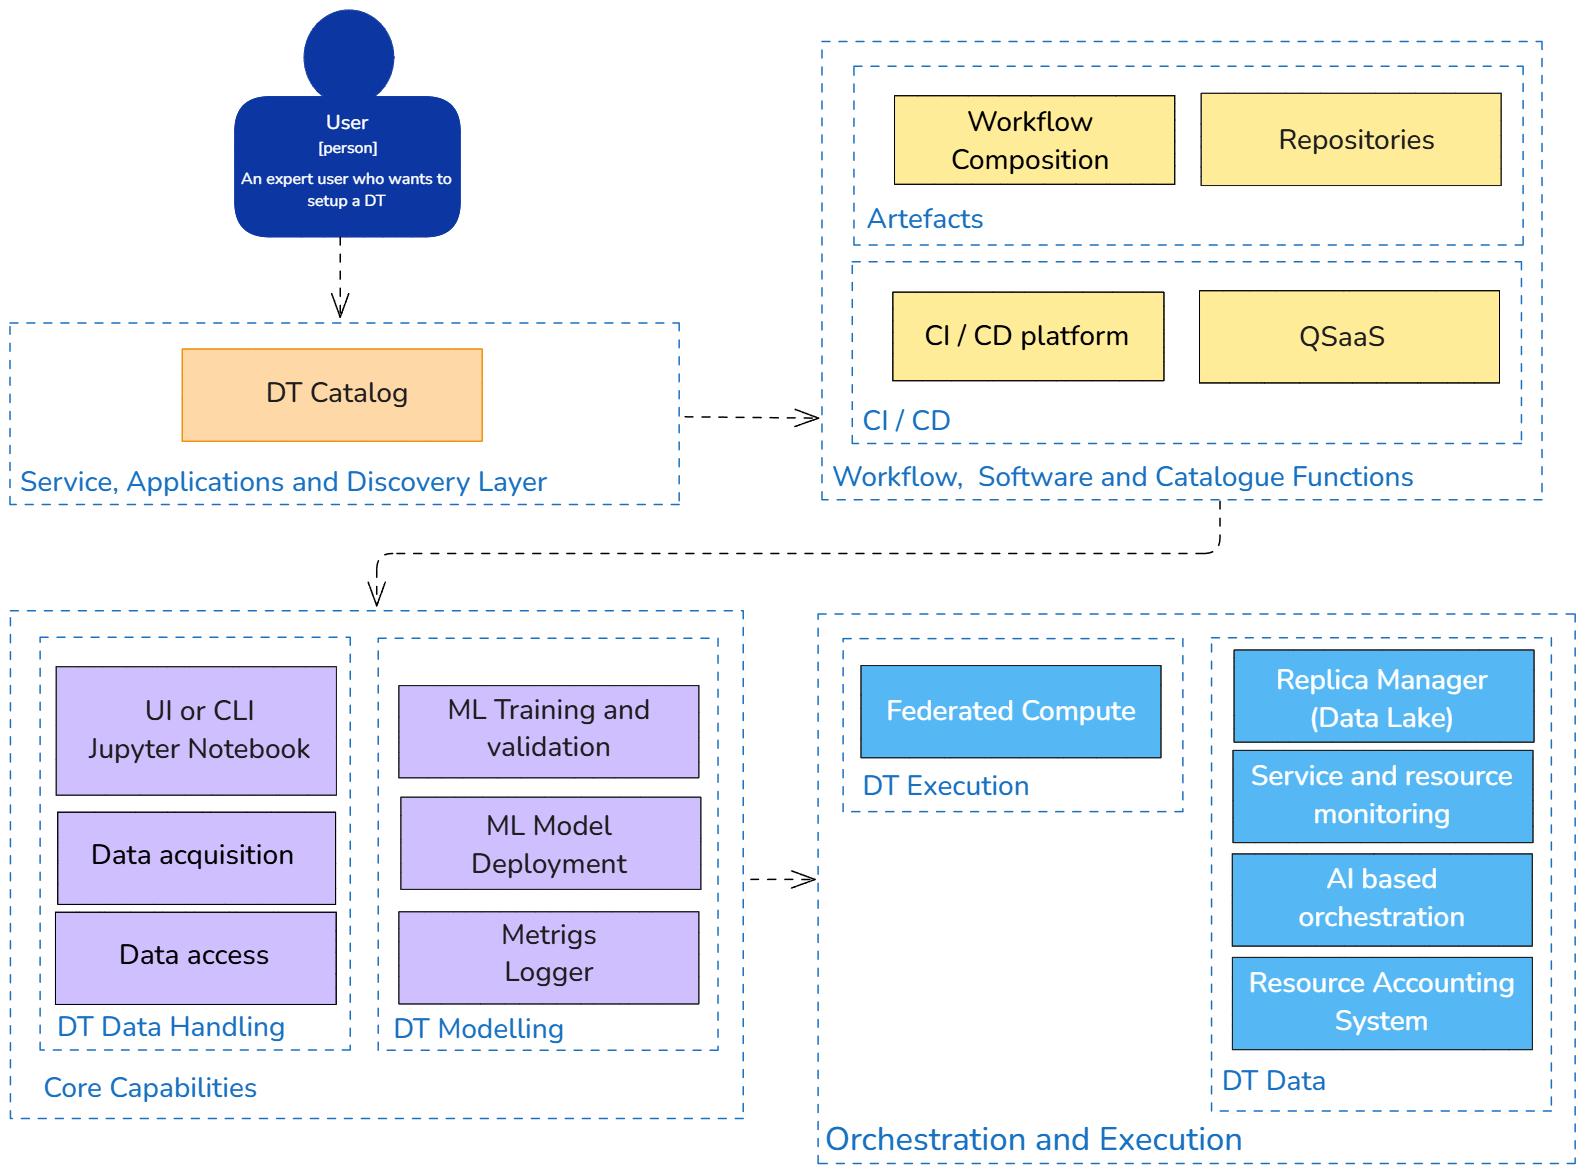 User
[person]
An expert user who wants to
setup a DT
DT Catalog
Service, Applications and Discovery Layer
Workflow
Composition
Repositories
Artefacts
CI / CD platform
QSaaS
CI / CD
Workflow,  Software and Catalogue Functions
UI or CLI
Jupyter Notebook
Data acquisition
Data access
DT Data Handling
ML Training and
validation
ML Model
Deployment
Metrigs
Logger
DT Modelling
Core Capabilities
Federated Compute
DT Execution
Replica Manager
(Data Lake)
Service and resource
monitoring
AI based
orchestration
Resource Accounting
System
DT Data
Orchestration and Execution